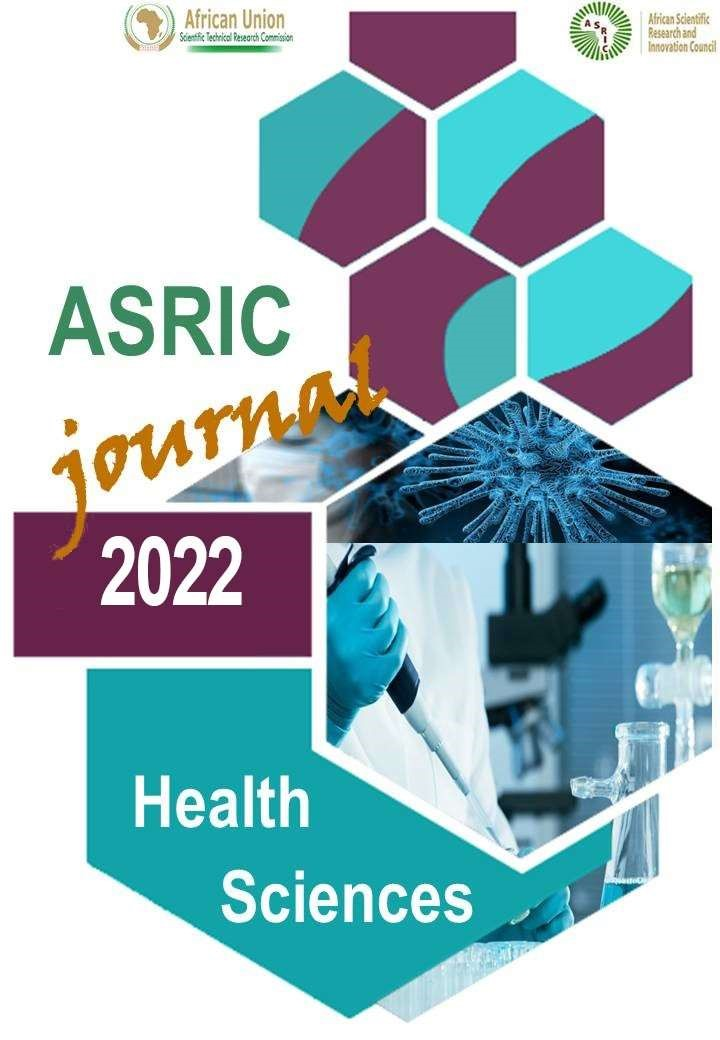 African Union
Scientific Technical Research Commission
ASRIC
African Scientific
Research and
Innovation Council
ASRIC
journal
2022
Health
Sciences